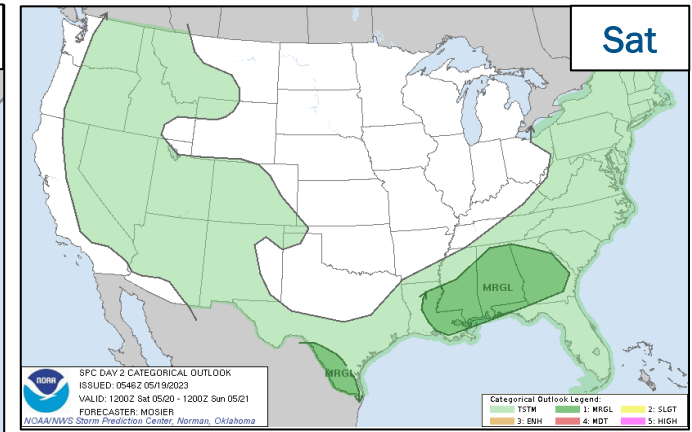 Sat
MRGL
MRGL
NOAA
SPC DAY 2 CATEGORICAL OUTLOOK
ISSUED: 0546Z 05/19/2023
VALID: 1200Z Sat 05/20 - 1200Z Sun 05/21
FORECASTER: MOSIER
NOAA/NWS Storm Prediction Center, Norman, Oklahoma
Categorical Outlook Legend:
TSTM 1: MRGL 2: SLGT
3: ENH 4: MDT 5: HIGH